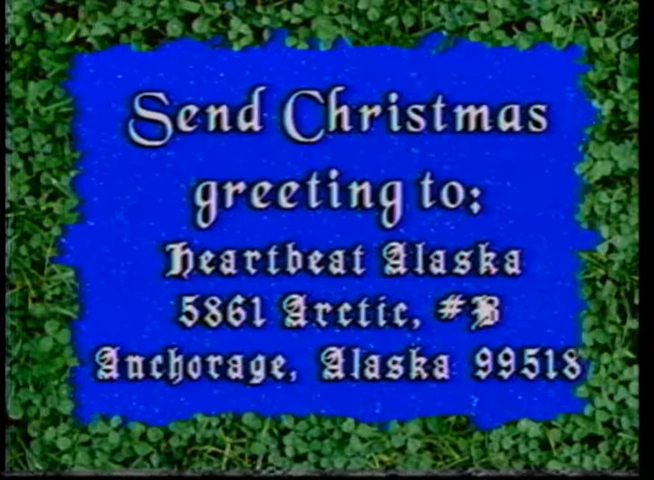 Send Christmas
greeting to:
Heartbeat Alaska
5861 Arctic, #B
Anchorage, Alaska 99518